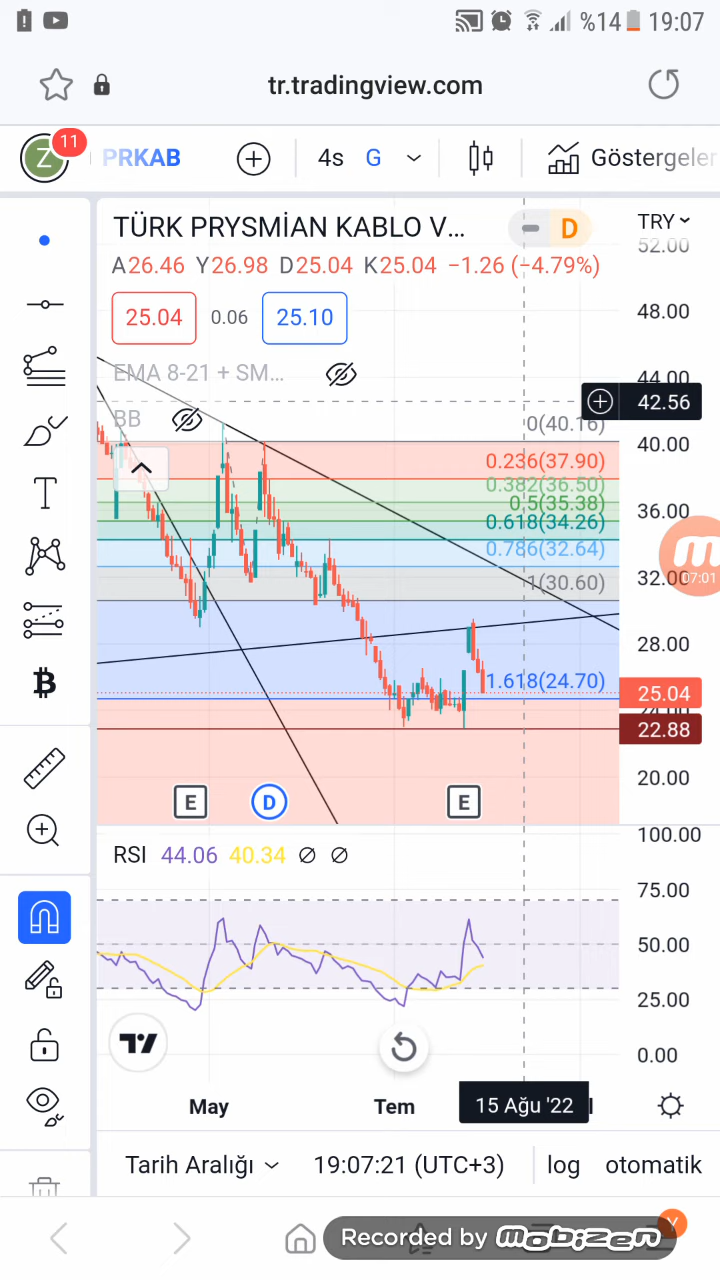 %14 19:07
tr.tradingview.com
Z 11 PRKAB 4s G Göstergeler
TÜRK PRYSMİAN KABLO V... D TRY
A26.46 Y26.98 D25.04 K25.04 −1.26 (−4.79%)
25.04 0.06 25.10
EMA 8-21 + SM...
BB
52.00
48.00
44.00
42.56
40.00
36.00
32.00
28.00
25.04
24.00
22.88
20.00
0(40.16)
0.236(37.90)
0.382(36.50)
0.5(35.38)
0.618(34.26)
0.786(32.64)
1(30.60)
1.618(24.70)
07:01
E D E
RSI 44.06 40.34 Ø Ø
100.00
75.00
50.00
25.00
0.00
May Tem 15 Ağu '22
Tarih Aralığı 19:07:21 (UTC+3) log otomatik
Recorded by mobizen
Y